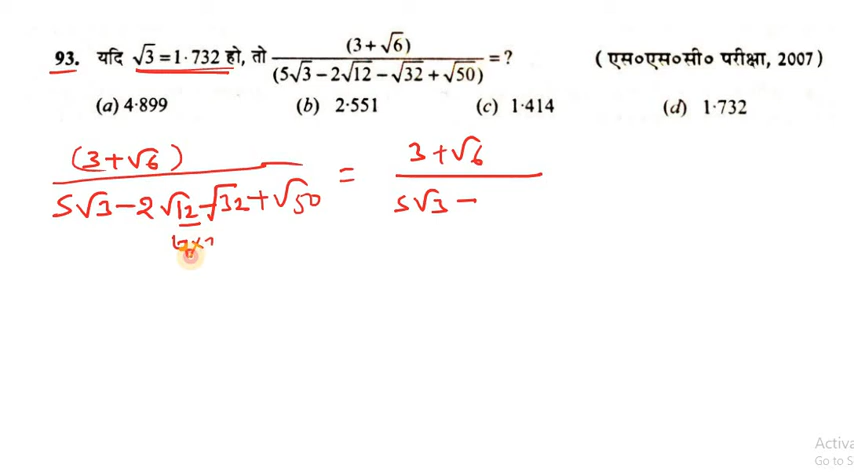 93. यदि √3 = 1·732 हो, तो (3 + √6) / (5√3 − 2√12 − √32 + √50) = ? (एस०एस०सी० परीक्षा, 2007)
(a) 4·899 (b) 2·551 (c) 1·414 (d) 1·732
(3 + √6) / 5√3 − 2√12 − √32 + √50 = 3 + √6 / 5√3 −
Activa
Go to S